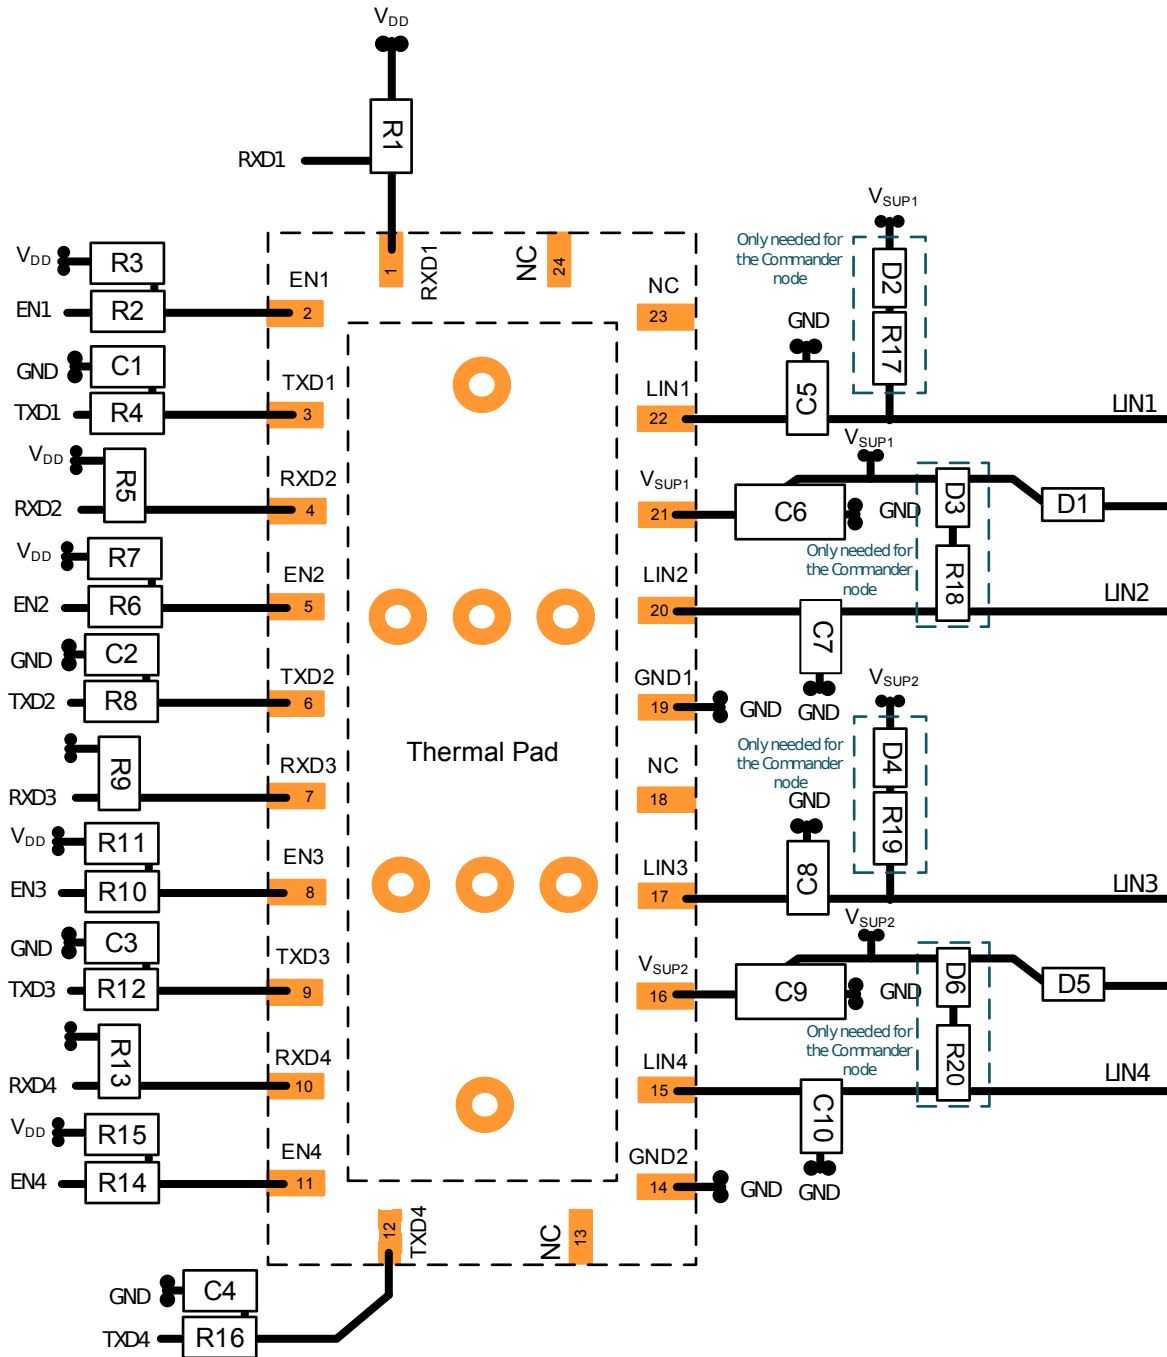 VDD
R1
RXD1
VSUP1
Only needed for
the Commander
node
D2
R17
VDD
R3
EN1
R2
EN1
2
1
RXD1
NC
24
NC
23
GND
C5
GND
C1
TXD1
R4
TXD1
3
LIN1
22
LIN1
VDD
R5
RXD2
RXD2
4
VSUP1
21
VSUP1
C6
GND
D3
D1
Only needed for
the Commander
node
R18
VDD
R7
EN2
R6
EN2
5
LIN2
20
LIN2
C7
GND
GND
C2
TXD2
R8
TXD2
6
GND1
19
GND
VSUP2
Only needed for
the Commander
node
D4
R19
Thermal Pad
R9
RXD3
RXD3
7
NC
18
GND
C8
VDD
R11
EN3
R10
EN3
8
LIN3
17
LIN3
GND
C3
TXD3
R12
TXD3
9
VSUP2
16
VSUP2
C9
GND
D6
D5
Only needed for
the Commander
node
R20
R13
RXD4
RXD4
10
LIN4
15
LIN4
C10
GND
VDD
R15
EN4
R14
EN4
11
GND2
14
GND
12
TXD4
NC
13
GND
C4
TXD4
R16